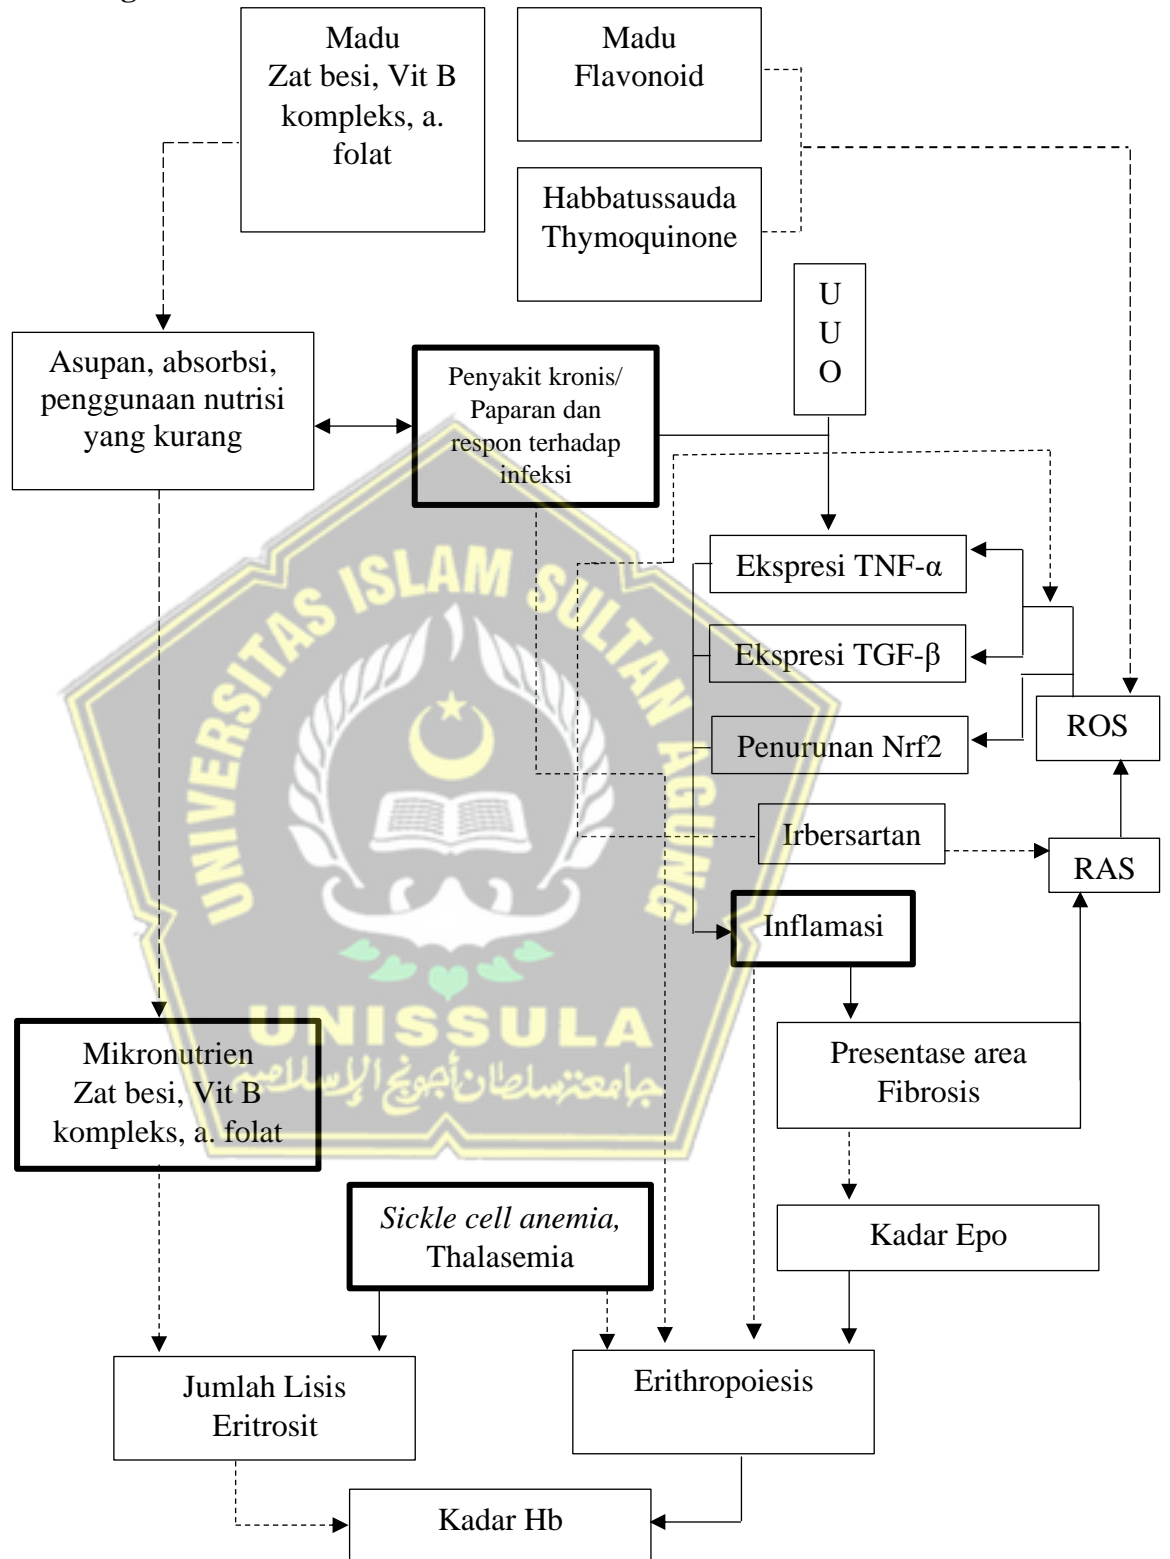 Madu
Zat besi, Vit B
kompleks, a.
folat
Madu
Flavonoid
Habbatussauda
Thymoquinone
U
U
O
Asupan, absorbsi,
penggunaan nutrisi
yang kurang
Penyakit kronis/
Paparan dan
respon terhadap
infeksi
Ekspresi TNF-α
Ekspresi TGF-β
Penurunan Nrf2
ROS
Irbersartan
RAS
Inflamasi
UNIVERSITAS ISLAM SULTAN AGUNG
UNISSULA
جامعتسلطان أجونج الإسلامية
Mikronutrien
Zat besi, Vit B
kompleks, a. folat
Presentase area
Fibrosis
Sickle cell anemia,
Thalasemia
Kadar Epo
Jumlah Lisis
Eritrosit
Erithropoiesis
Kadar Hb